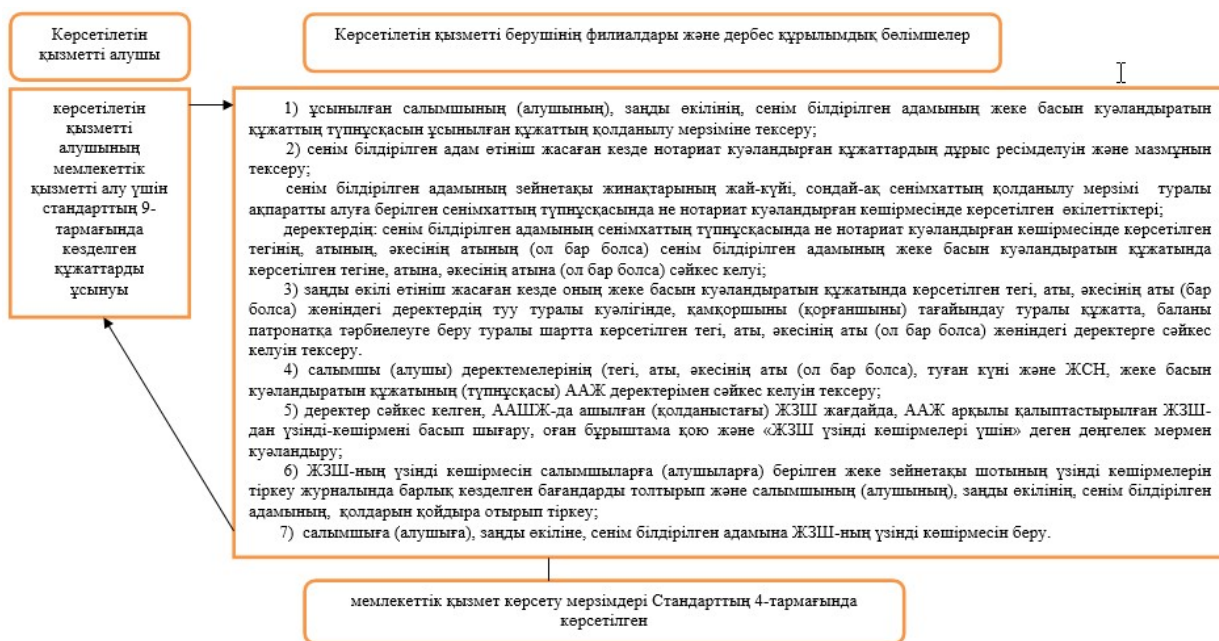 Көрсетілетін
қызметті алушы
Көрсетілетін қызметті берушінің филиалдары және дербес құрылымдық бөлімшелер
көрсетілетін
қызметті
алушының
мемлекеттік
қызметті алу үшін
стандарттың 9-
тармағында
көзделген
құжаттарды
ұсынуы
1) ұсынылған салымшының (алушының), заңды өкілінің, сенім білдірілген адамының жеке басын куәландыратын
құжаттың түпнұсқасын ұсынылған құжаттың қолданылу мерзіміне тексеру;
2) сенім білдірілген адам өтініш жасаған кезде нотариат куәландырған құжаттардың дұрыс ресімделуін және мазмұнын
тексеру;
сенім білдірілген адамының зейнетақы жинақтарының жай-күйі, сондай-ақ сенімхаттың қолданылу мерзімі туралы
ақпаратты алуға берілген сенімхаттың түпнұсқасында не нотариат куәландырған көшірмесінде көрсетілген өкілеттіктері;
деректердің: сенім білдірілген адамының сенімхаттың түпнұсқасында не нотариат куәландырған көшірмесінде көрсетілген
тегінің, атының, әкесінің атының (ол бар болса) сенім білдірілген адамының жеке басын куәландыратын құжатында
көрсетілген тегіне, атына, әкесінің атына (ол бар болса) сәйкес келуі;
3) заңды өкілі өтініш жасаған кезде оның жеке басын куәландыратын құжатында көрсетілген тегі, аты, әкесінің аты (бар
болса) жөніндегі деректердің туу туралы куәлігінде, қамқоршыны (қорғаншыны) тағайындау туралы құжатта, баланы
патронатқа тәрбиелеуге беру туралы шартта көрсетілген тегі, аты, әкесінің аты (ол бар болса) жөніндегі деректерге сәйкес
келуін тексеру.
4) салымшы (алушы) деректемелерінің (тегі, аты, әкесінің аты (ол бар болса), туған күні және ЖСН, жеке басын
куәландыратын құжатының (түпнұсқасы) ААЖ деректерімен сәйкес келуін тексеру;
5) деректер сәйкес келген, ААШЖ-да ашылған (қолданыстағы) ЖЗШ жағдайда, ААЖ арқылы қалыптастырылған ЖЗШ-
дан үзінді-көшірмені басып шығару, оған бұрыштама қою және «ЖЗШ үзінді көшірмелері үшін» деген дөңгелек мөрмен
куәландыру;
6) ЖЗШ-ның үзінді көшірмесін салымшыларға (алушыларға) берілген жеке зейнетақы шотының үзінді көшірмелерін
тіркеу журналында барлық көзделген бағандарды толтырып және салымшының (алушының), заңды өкілінің, сенім білдірілген
адамының, қолдарын қойдыра отырып тіркеу;
7) салымшыға (алушыға), заңды өкіліне, сенім білдірілген адамына ЖЗШ-ның үзінді көшірмесін беру.
мемлекеттік қызмет көрсету мерзімдері Стандарттың 4-тармағында
көрсетілген